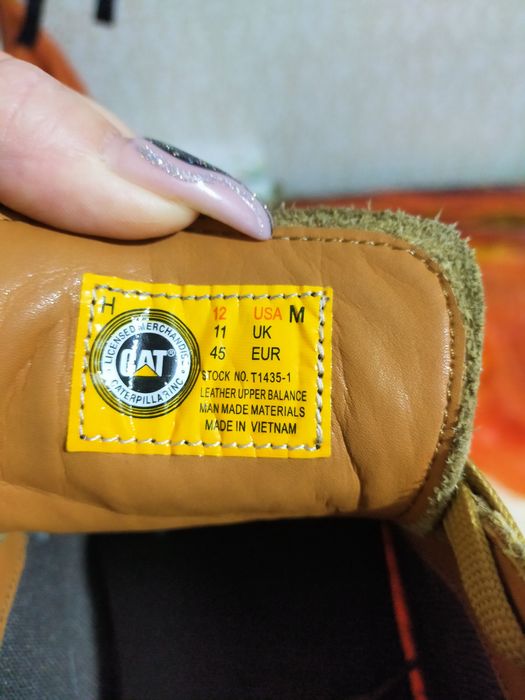 H
12 USA M
11 UK
45 EUR
LICENSED MERCHANDISE
CAT
CATERPILLAR INC
STOCK NO. T1435-1
LEATHER UPPER BALANCE
MAN MADE MATERIALS
MADE IN VIETNAM